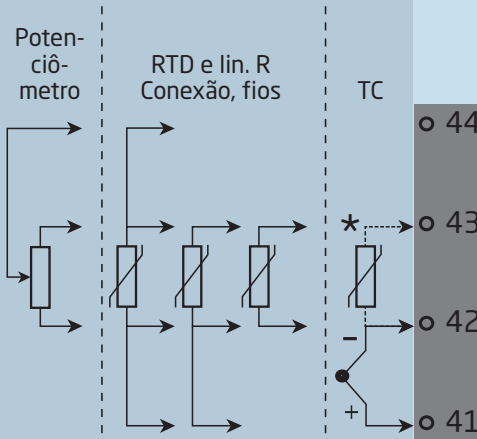 Poten-
ciô-
metro
RTD e lin. R
Conexão, fios
TC
44
* 43
42
-
+ 41